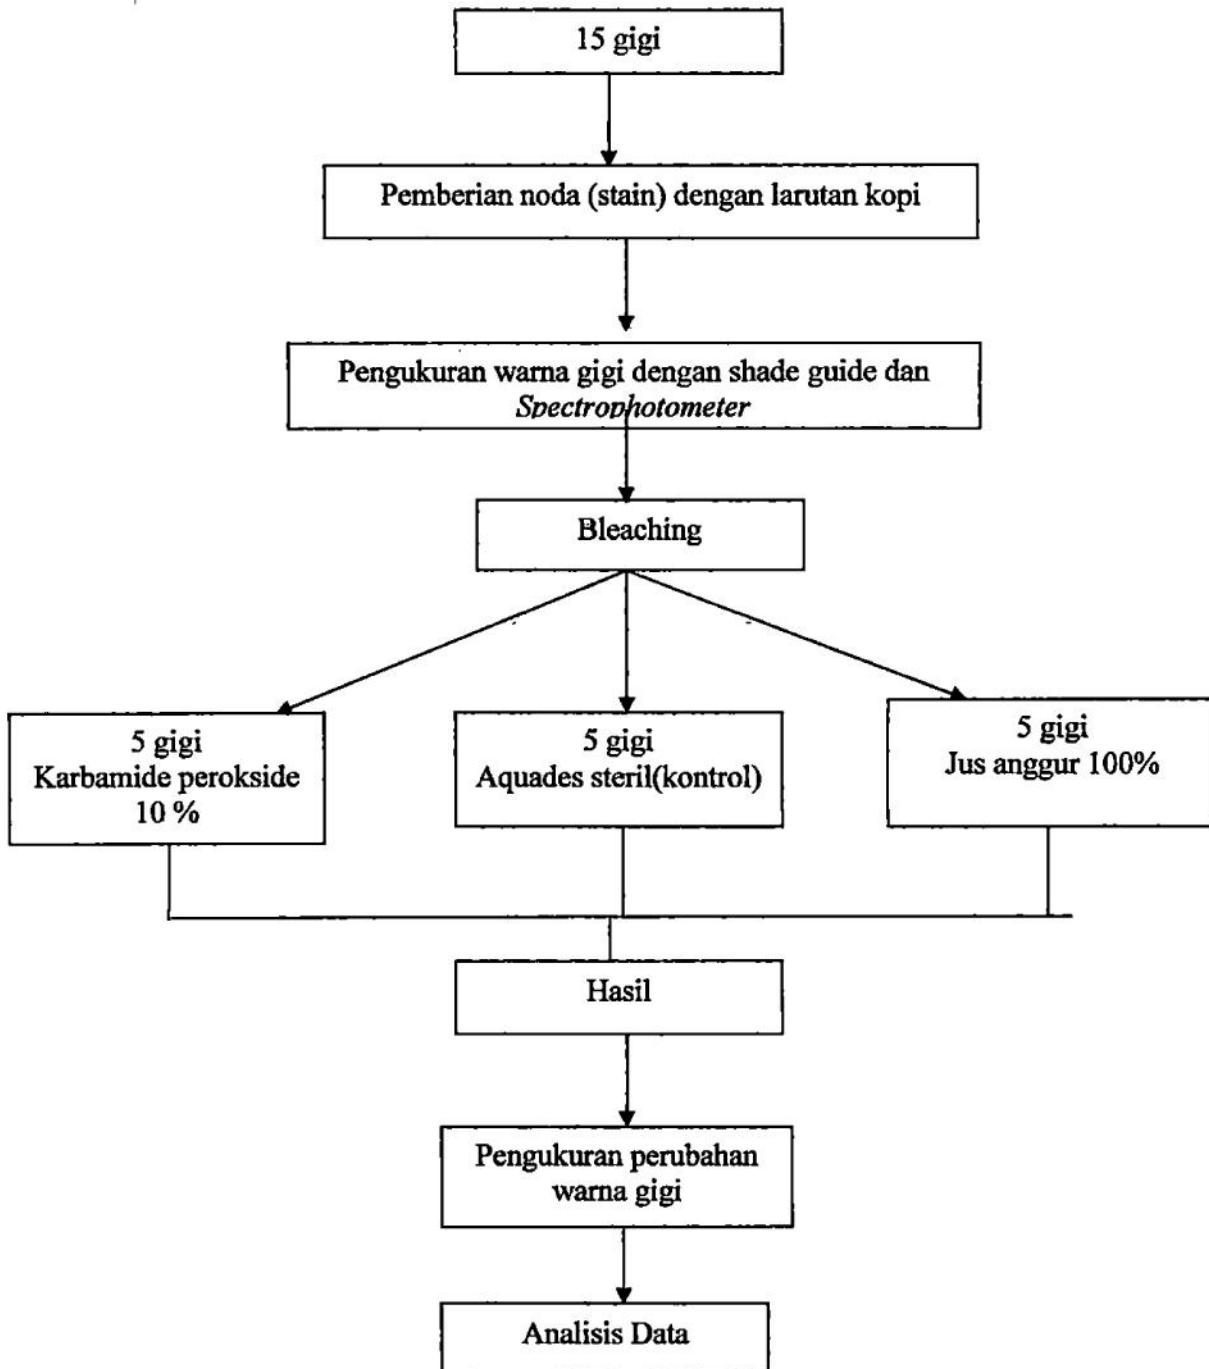 15 gigi
Pemberian noda (stain) dengan larutan kopi
Pengukuran warna gigi dengan shade guide dan
Spectrophotometer
Bleaching
5 gigi
Karbamide perokside
10 %
5 gigi
Aquades steril(kontrol)
5 gigi
Jus anggur 100%
Hasil
Pengukuran perubahan
warna gigi
Analisis Data